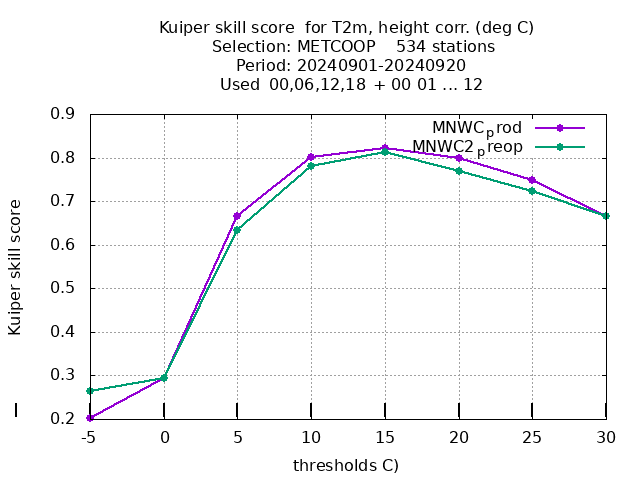 Kuiper skill score  for T2m, height corr. (deg C)
Selection: METCOOP    534 stations
Period: 20240901-20240920
Used  00,06,12,18  + 00 01 ... 12
MNWCprod
MNWC2preop
Kuiper skill score
0.9
0.8
0.7
0.6
0.5
0.4
0.3
0.2
-5 0 5 10 15 20 25 30
thresholds C)